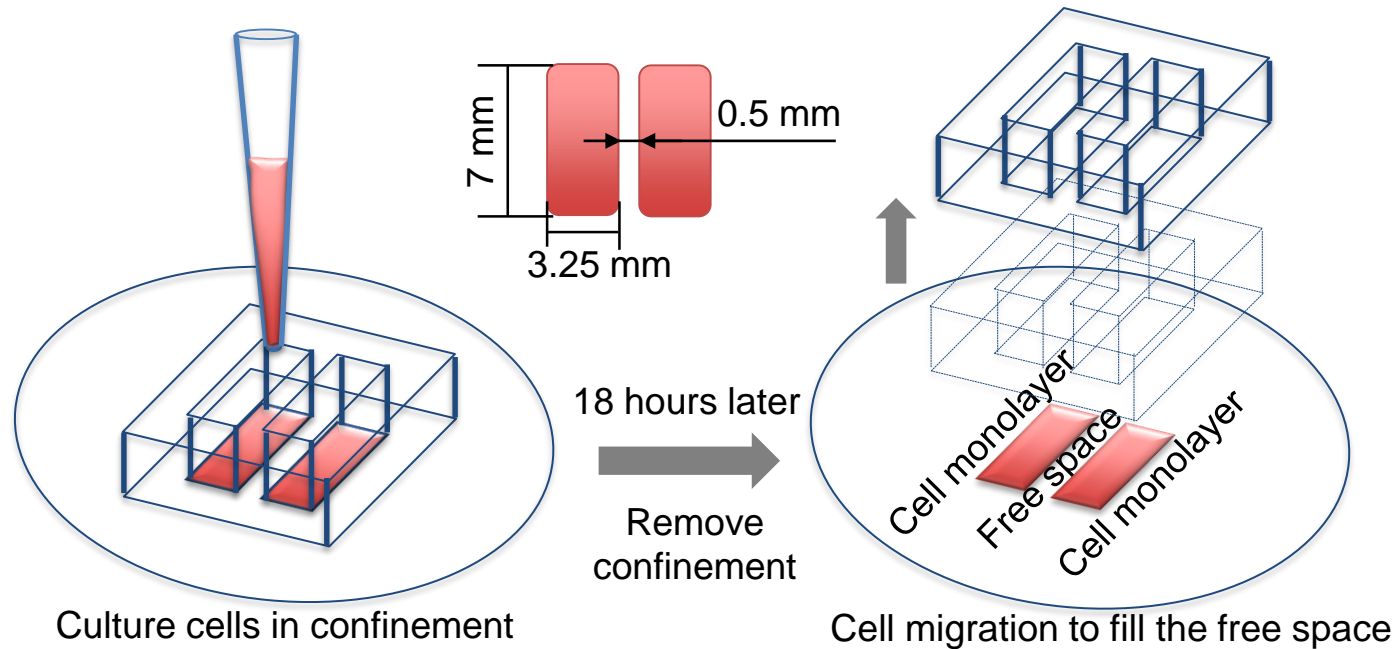 7 mm
0.5 mm
3.25 mm
18 hours later
Remove
confinement
Culture cells in confinement
Cell monolayer
Free space
Cell monolayer
Cell migration to fill the free space